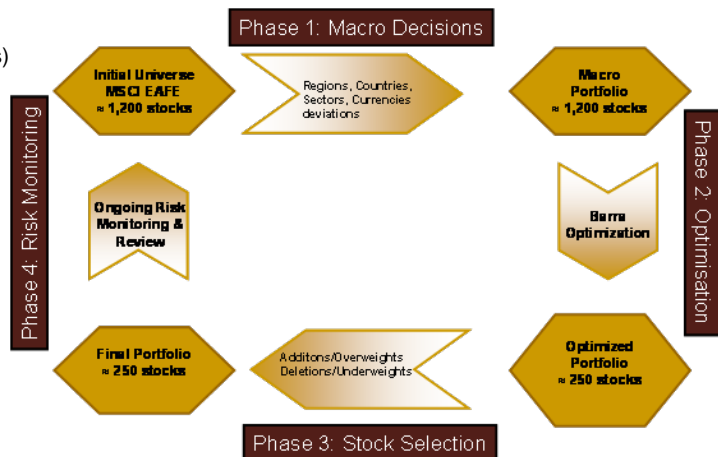 Phase 1: Macro Decisions
s)
Initial Universe
MSCI EAFE
≈ 1,200 stocks
Regions, Countries,
Sectors, Currencies
deviations
Macro
Portfolio
≈ 1,200 stocks
Phase 2: Optimisation
Barra
Optimization
Optimized
Portfolio
≈ 250 stocks
Additons/Overweights
Deletions/Underweights
Phase 3: Stock Selection
Final Portfolio
≈ 250 stocks
Phase 4: Risk Monitoring
Ongoing Risk
Monitoring &
Review